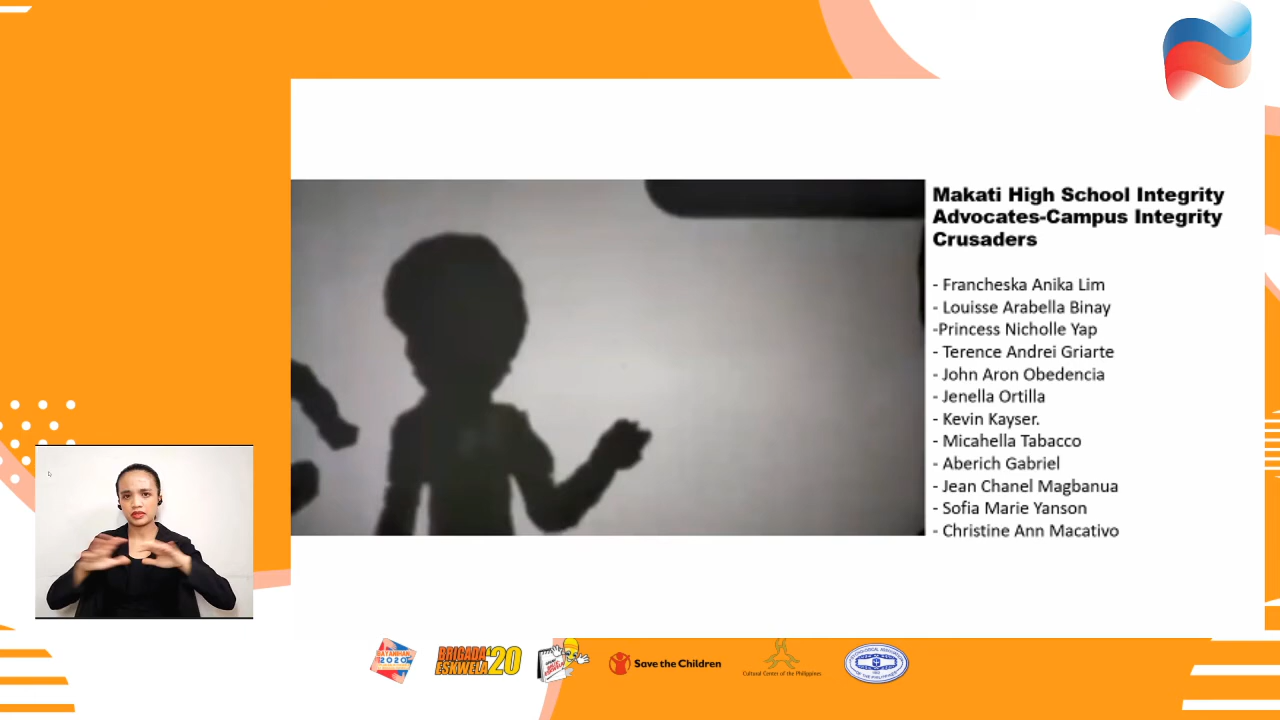 Makati High School Integrity
Advocates-Campus Integrity
Crusaders
- Francheska Anika Lim
- Louisse Arabella Binay
-Princess Nicholle Yap
- Terence Andrei Griarte
- John Aron Obedencia
- Jenella Ortilla
- Kevin Kayser.
- Micahella Tabacco
- Aberich Gabriel
- Jean Chanel Magbanua
- Sofia Marie Yanson
- Christine Ann Macativo
BAYANIHAN
2020
BRIGADA
ESKWELA '20
Save the Children
Cultural Center of the Philippines